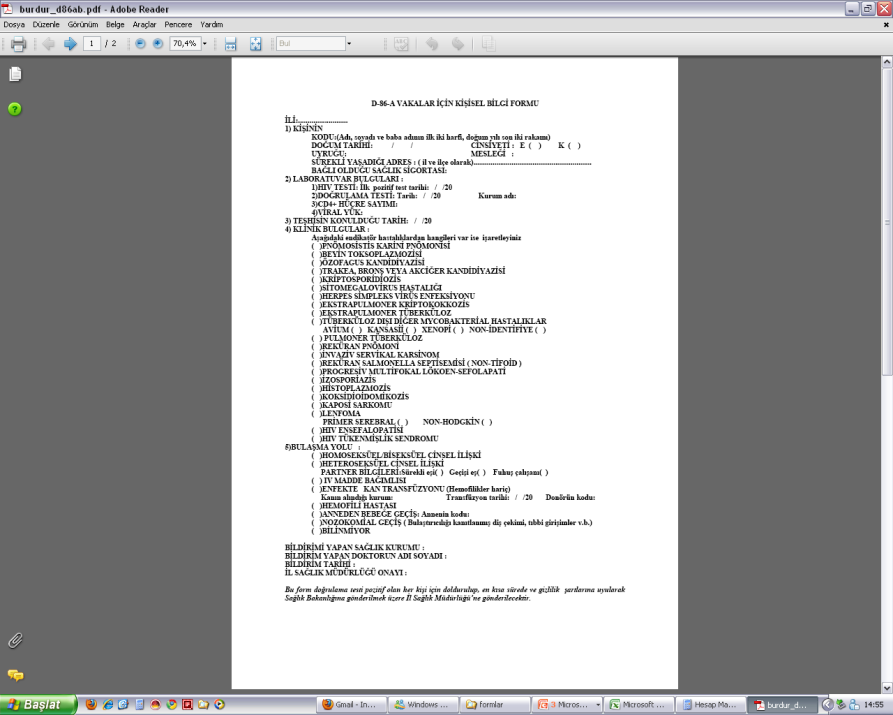 burdur_d86ab.pdf - Adobe Reader
Dosya Düzenle Görünüm Belge Araçlar Pencere Yardım
1 / 2 70,4% Bul
D-86-A VAKALAR İÇİN KİŞİSEL BİLGİ FORMU
İLİ:.........................
1) KİŞİNİN
KODU:(Adı, soyadı ve baba adının ilk iki harfi, doğum yılı son iki rakamı)
DOĞUM TARİHİ: / / CİNSİYETİ : E ( ) K ( )
UYRUĞU: MESLEĞİ :
SÜREKLİ YAŞADIĞI ADRES : ( il ve ilçe olarak)..........................................................
BAĞLI OLDUĞU SAĞLIK SİGORTASI:
2) LABORATUVAR BULGULARI :
1)HIV TESTİ: İlk pozitif test tarihi: / /20
2)DOĞRULAMA TESTİ: Tarih: / /20 Kurum adı:
3)CD4+ HÜCRE SAYIMI:
4)VİRAL YÜK:
3) TEŞHİSİN KONULDUĞU TARİH: / /20
4) KLİNİK BULGULAR :
Aşağıdaki endikatör hastalıklardan hangileri var ise işaretleyiniz
( )PNÖMOSİSTİS KARİNİ PNÖMONİSİ
( )BEYİN TOKSOPLAZMOZİSİ
( )ÖZOFAGUS KANDİDİYAZİSİ
( )TRAKEA, BRONŞ VEYA AKCİĞER KANDİDİYAZİSİ
( )KRİPTOSPORİDİOZİS
( )SİTOMEGALOVİRUS HASTALIĞI
( )HERPES SİMPLEKS VİRÜS ENFEKSİYONU
( )EKSTRAPULMONER KRİPTOKOKKOZİS
( )EKSTRAPULMONER TÜBERKÜLOZ
( )TÜBERKÜLOZ DIŞI DİĞER MYCOBAKTERİAL HASTALIKLAR
AVİUM ( ) KANSASİİ ( ) XENOPİ ( ) NON-İDENTİFİYE ( )
( ) PULMONER TÜBERKÜLOZ
( )REKÜRAN PNÖMONİ
( )İNVAZİV SERVİKAL KARSİNOM
( )REKÜRAN SALMONELLA SEPTİSEMİSİ ( NON-TİFOİD )
( )PROGRESİV MULTİFOKAL LÖKOEN-SEFOLAPATİ
( )İZOSPORİAZİS
( )HİSTOPLAZMOZİS
( )KOKSİDİOİDOMİKOZİS
( )KAPOSİ SARKOMU
( )LENFOMA
PRİMER SEREBRAL ( ) NON-HODGKİN ( )
( )HIV ENSEFALOPATİSİ
( )HIV TÜKENMİŞLİK SENDROMU
5)BULAŞMA YOLU :
( )HOMOSEKSÜEL/BİSEKSÜEL CİNSEL İLİŞKİ
( )HETEROSEKSÜEL CİNSEL İLİŞKİ
PARTNER BİLGİLERİ:Sürekli eşi( ) Geçişi eş( ) Fuhuş çalışanı( )
( ) IV MADDE BAĞIMLISI
( )ENFEKTE KAN TRANSFÜZYONU (Hemofilikler hariç)
Kanın alındığı kurum: Transfüzyon tarihi: / /20 Donörün kodu:
( )HEMOFİLİ HASTASI
( )ANNEDEN BEBEĞE GEÇİŞ: Annenin kodu:
( )NOZOKOMİAL GEÇİŞ ( Bulaştırıcılığı kanıtlanmış diş çekimi, tıbbi girişimler v.b.)
( )BİLİNMİYOR
BİLDİRİMİ YAPAN SAĞLIK KURUMU :
BİLDİRİM YAPAN DOKTORUN ADI SOYADI :
BİLDİRİM TARİHİ :
İL SAĞLIK MÜDÜRLÜĞÜ ONAYI :
Bu form doğrulama testi pozitif olan her kişi için doldurulup, en kısa sürede ve gizlilik şartlarına uyularak
Sağlık Bakanlığına gönderilmek üzere İl Sağlık Müdürlüğü'ne gönderilecektir.
Başlat Gmail - In... Windows ... formlar 3 Micros... Microsoft ... Hesap Ma... burdur_d... 14:55